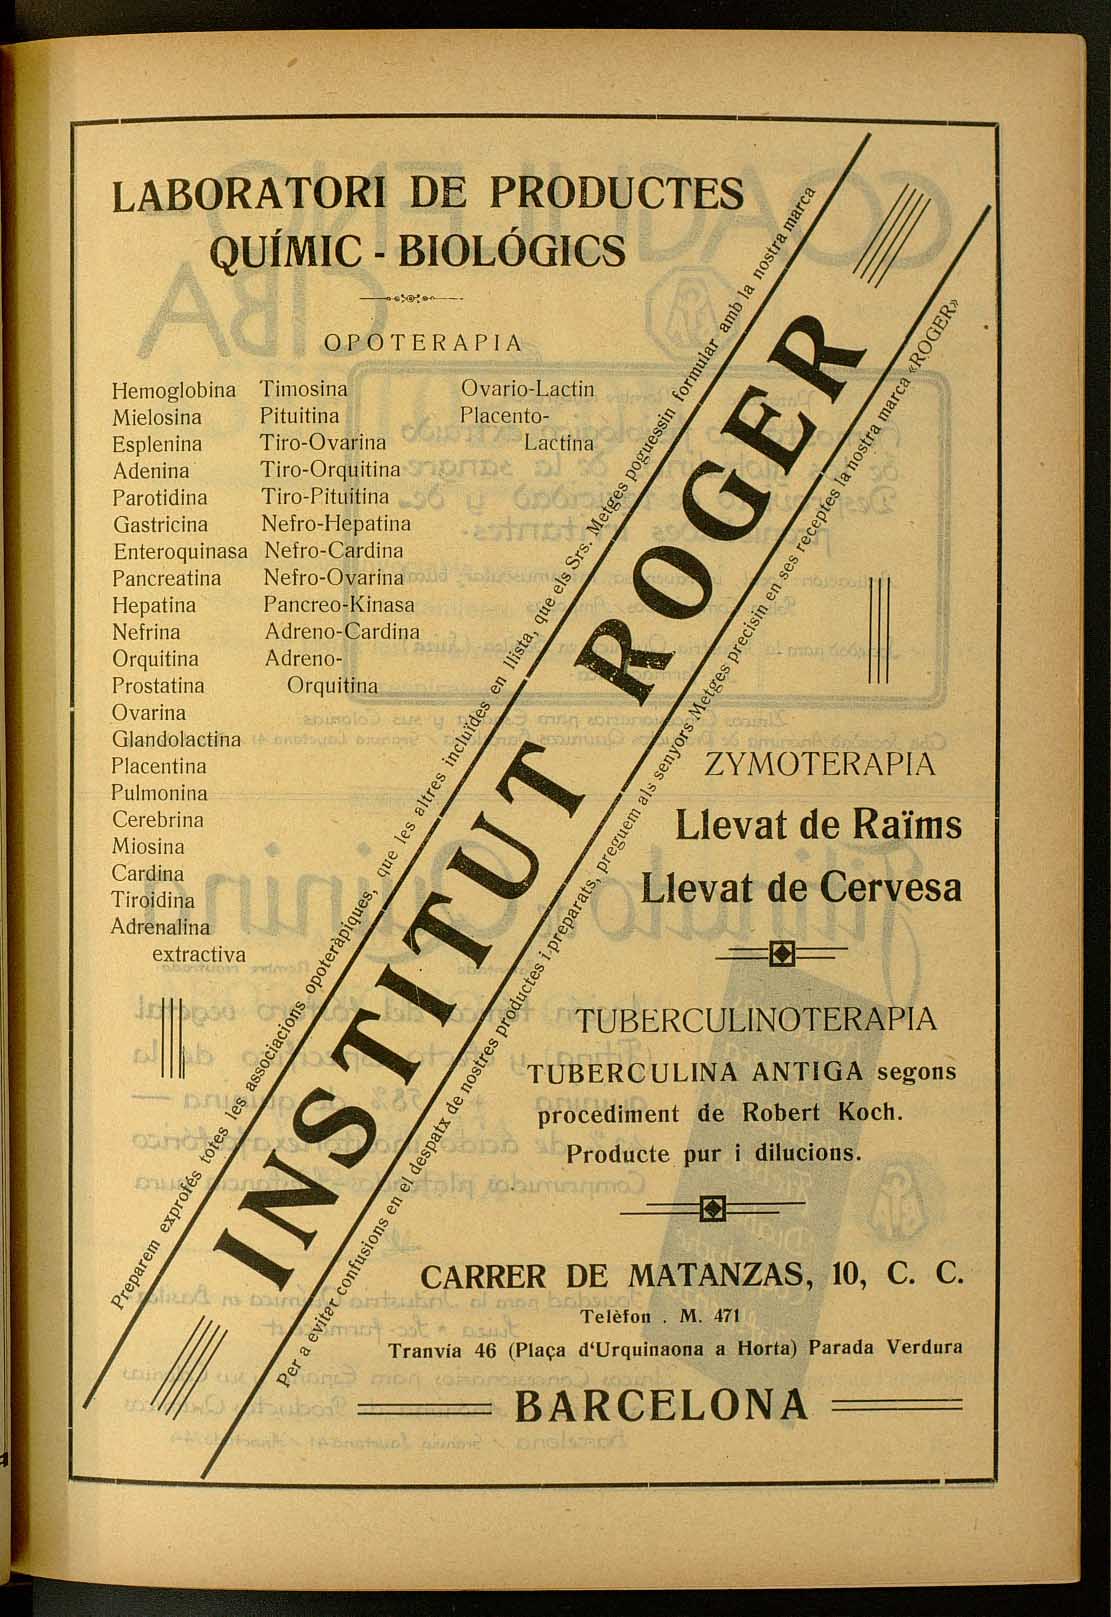 LABORATORI DE PRODUCTES
QUÍMIC - BIOLÓGICS
OPOTERAPIA
Hemoglobina
Mielosina
Esplenina
Adenina
Parotidina
Gastricina
Enteroquinasa
Pancreatina
Hepatina
Nefrina
Orquitina
Prostatina
Ovarina
Glandolactina
Placentina
Pulmonina
Cerebrina
Miosina
Cardina
Tiroidina
Adrenalina
extractiva
Timosina
Pituitina
Tiro-Ovarina
Tiro-Orquitina
Tiro-Pituitina
Nefro-Hepatina
Nefro-Cardina
Nefro-Ovarina
Pancreo-Kinasa
Adreno-Cardina
Adreno-
Orquitina
Ovario-Lactin
Placento-
Lactina
Preparem exprofés totes les associacions opoteràpiques, que les altres incluïdes en llista, que els Srs. Metges poguessin formular amb la nostra marca
INSTITUT ROGER
Per a eviter confusions en el despatx de nostres productes i preparats, preguem als senyors Metges precisin en ses receptes la nostra marca «ROGER»
ZYMOTERAPIA
Llevat de Raïms
Llevat de Cervesa
TUBERCULINOTERAPIA
TUBERCULINA ANTIGA segons
procediment de Robert Koch.
Producte pur i dilucions.
CARRER DE MATANZAS, 10, C. C.
Telèfon . M. 471
Tranvía 46 (Plaça d'Urquinaona a Horta) Parada Verdura
BARCELONA